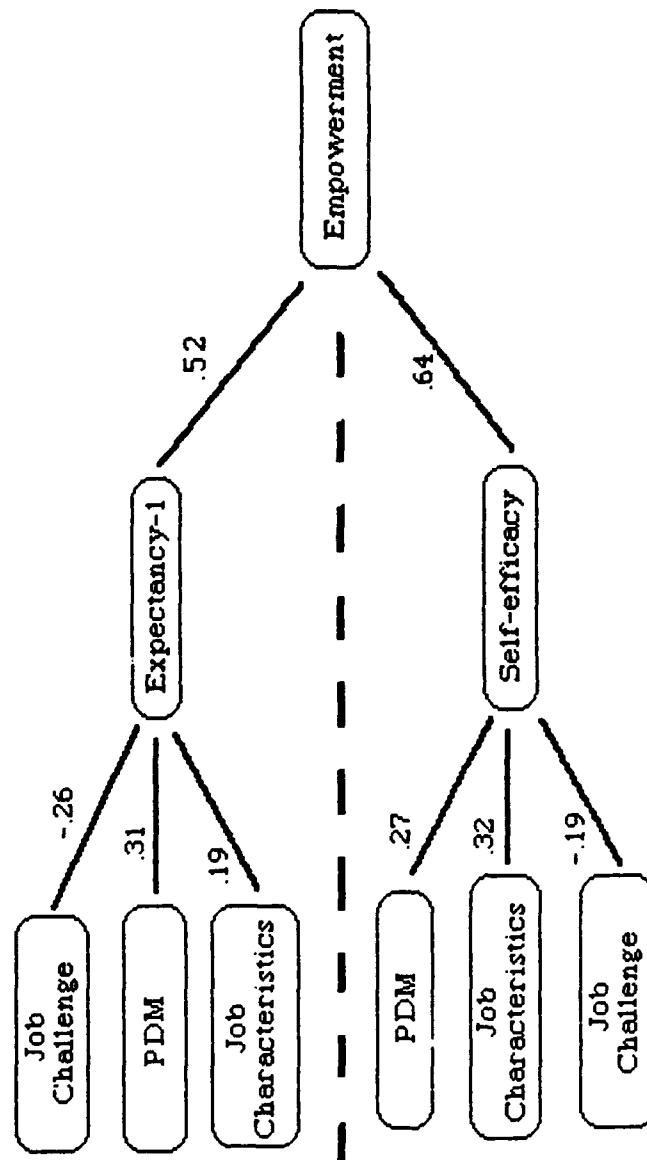 Job
Challenge
-.26
PDM
.31
Job
Characteristics
.19
Expectancy-1
.52
Empowerment
PDM
.27
Job
Characteristics
.32
Job
Challenge
-.19
Self-efficacy
.64